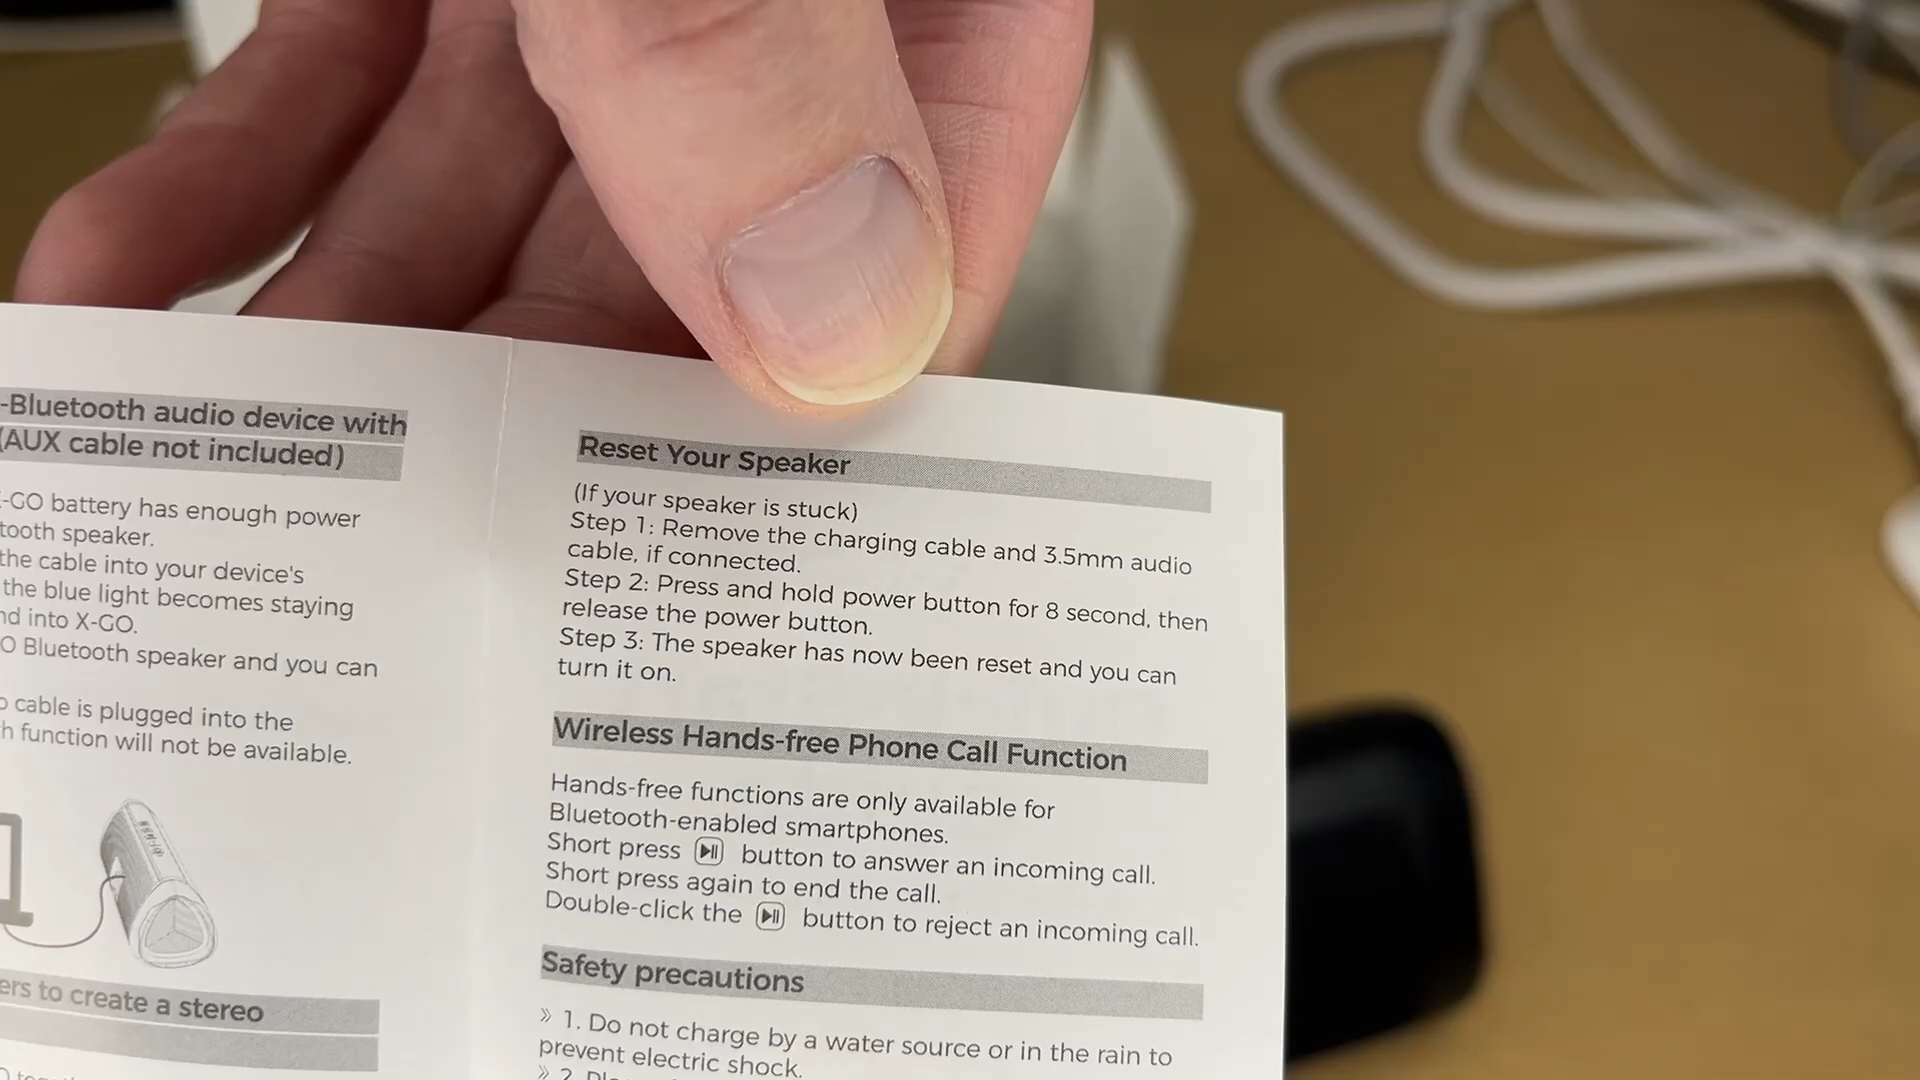 -Bluetooth audio device with
(AUX cable not included)
-GO battery has enough power
tooth speaker.
the cable into your device's
the blue light becomes staying
nd into X-GO.
O Bluetooth speaker and you can
cable is plugged into the
h function will not be available.
ers to create a stereo
Reset Your Speaker
(If your speaker is stuck)
Step 1: Remove the charging cable and 3.5mm audio
cable, if connected.
Step 2: Press and hold power button for 8 second, then
release the power button.
Step 3: The speaker has now been reset and you can
turn it on.
Wireless Hands-free Phone Call Function
Hands-free functions are only available for
Bluetooth-enabled smartphones.
Short press button to answer an incoming call.
Short press again to end the call.
Double-click the button to reject an incoming call.
Safety precautions
» 1. Do not charge by a water source or in the rain to
prevent electric shock.
» 2.